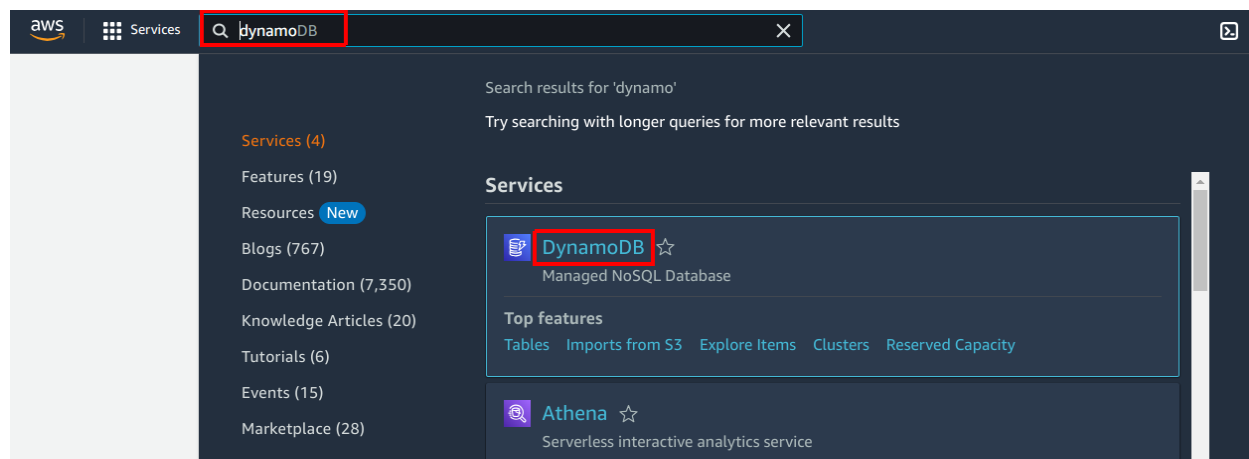 aws
Services
dynamoDB
Search results for 'dynamo'
Try searching with longer queries for more relevant results
Services (4)
Features (19)
Resources New
Blogs (767)
Documentation (7,350)
Knowledge Articles (20)
Tutorials (6)
Events (15)
Marketplace (28)
Services
DynamoDB
Managed NoSQL Database
Top features
Tables Imports from S3 Explore Items Clusters Reserved Capacity
Athena
Serverless interactive analytics service